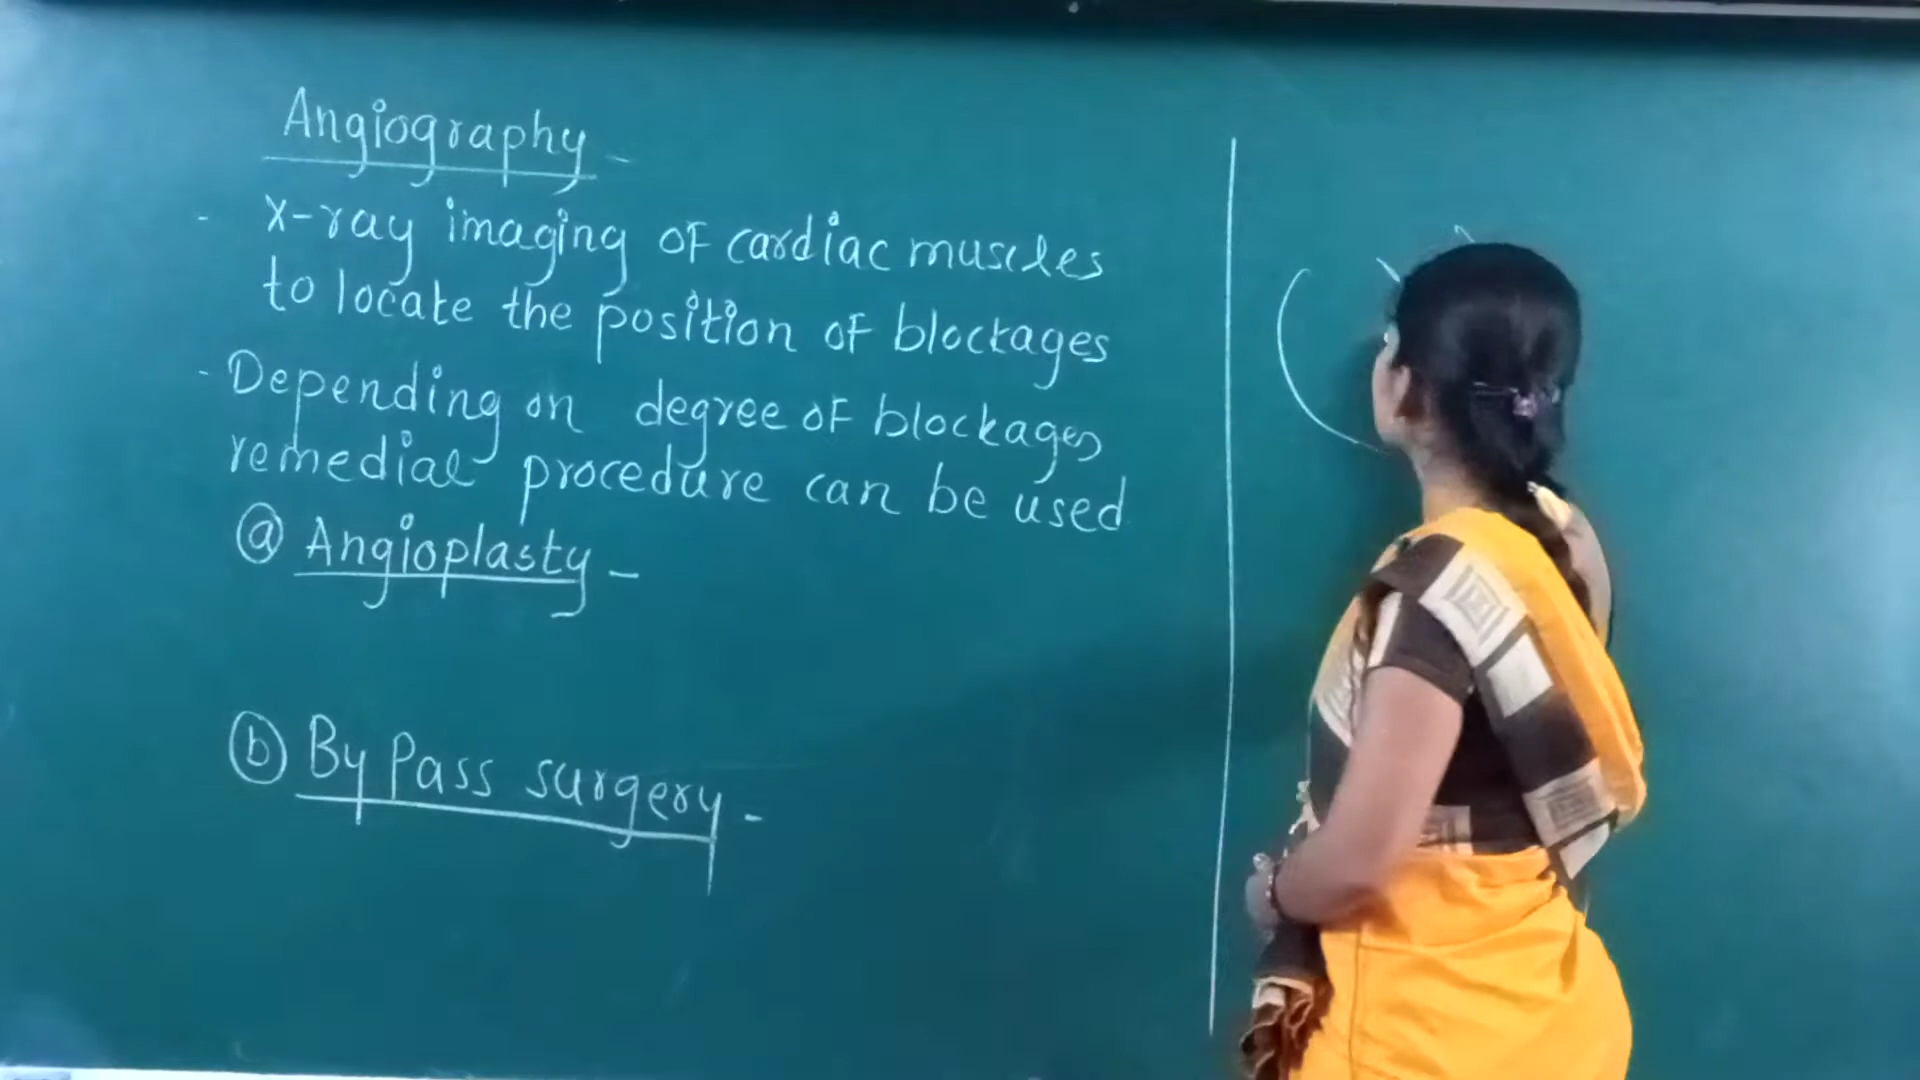 Angiography -
- X-ray imaging of cardiac muscles
to locate the position of blockages
- Depending on degree of blockages
remedial procedure can be used
ⓐ Angioplasty -
ⓑ By Pass surgery -